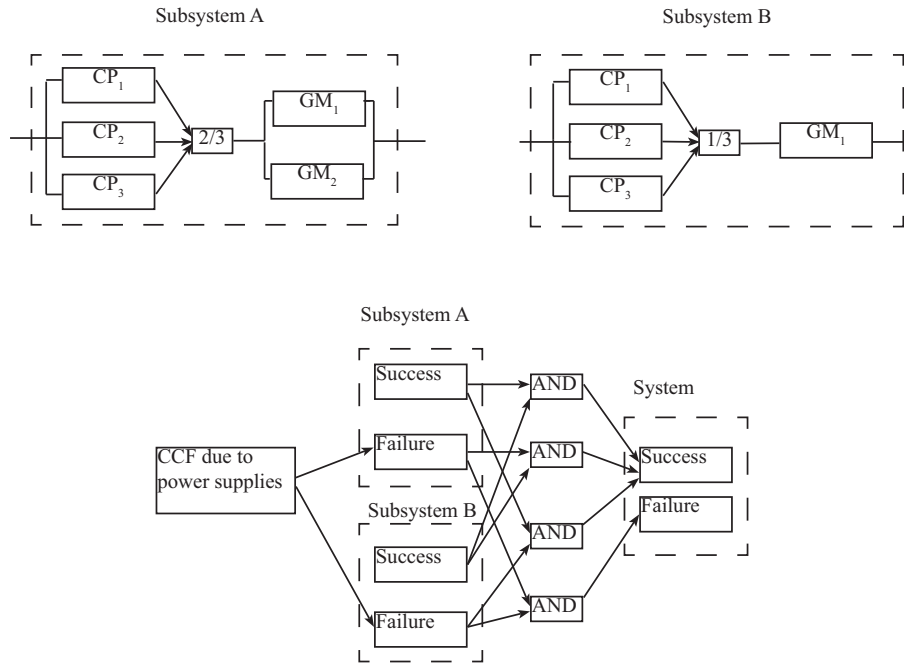 Subsystem A
Subsystem B
CP1
CP2
CP3
2/3
GM1
GM2
CP1
CP2
CP3
1/3
GM1
Subsystem A
Success
Failure
CCF due to
power supplies
Subsystem B
Success
Failure
AND
AND
AND
AND
System
Success
Failure